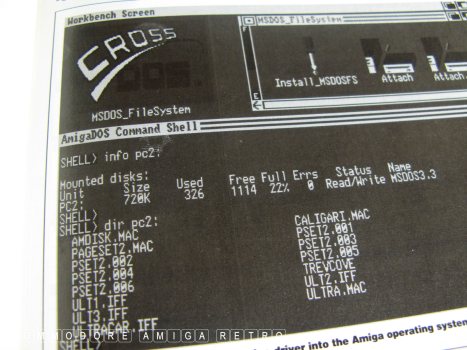 Workbench Screen
MSDOS_FileSystem
CROSS
DOS
Install_MSDOSFS
Attach
Attach
MSDOS_FileSystem
AmigaDOS Command Shell
SHELL> info pc2:
Mounted disks:
Unit Size Used Free Full Errs Status Name
PC2: 720K 326 1114 22% 0 Read/Write MSDOS3.3
SHELL>
SHELL> dir pc2:
AMDISK.MAC CALIGARI.MAC
PAGESET2.MAC PSET2.001
PSET2.002 PSET2.003
PSET2.004 PSET2.005
PSET2.006 TREVCOVE
ULT1.IFF ULT2.IFF
ULT3.IFF ULTRA.MAC
ULTRACAR.IFF
SHELL>
driver into the Amiga operating system
COMMODORE AMIGA RETRO